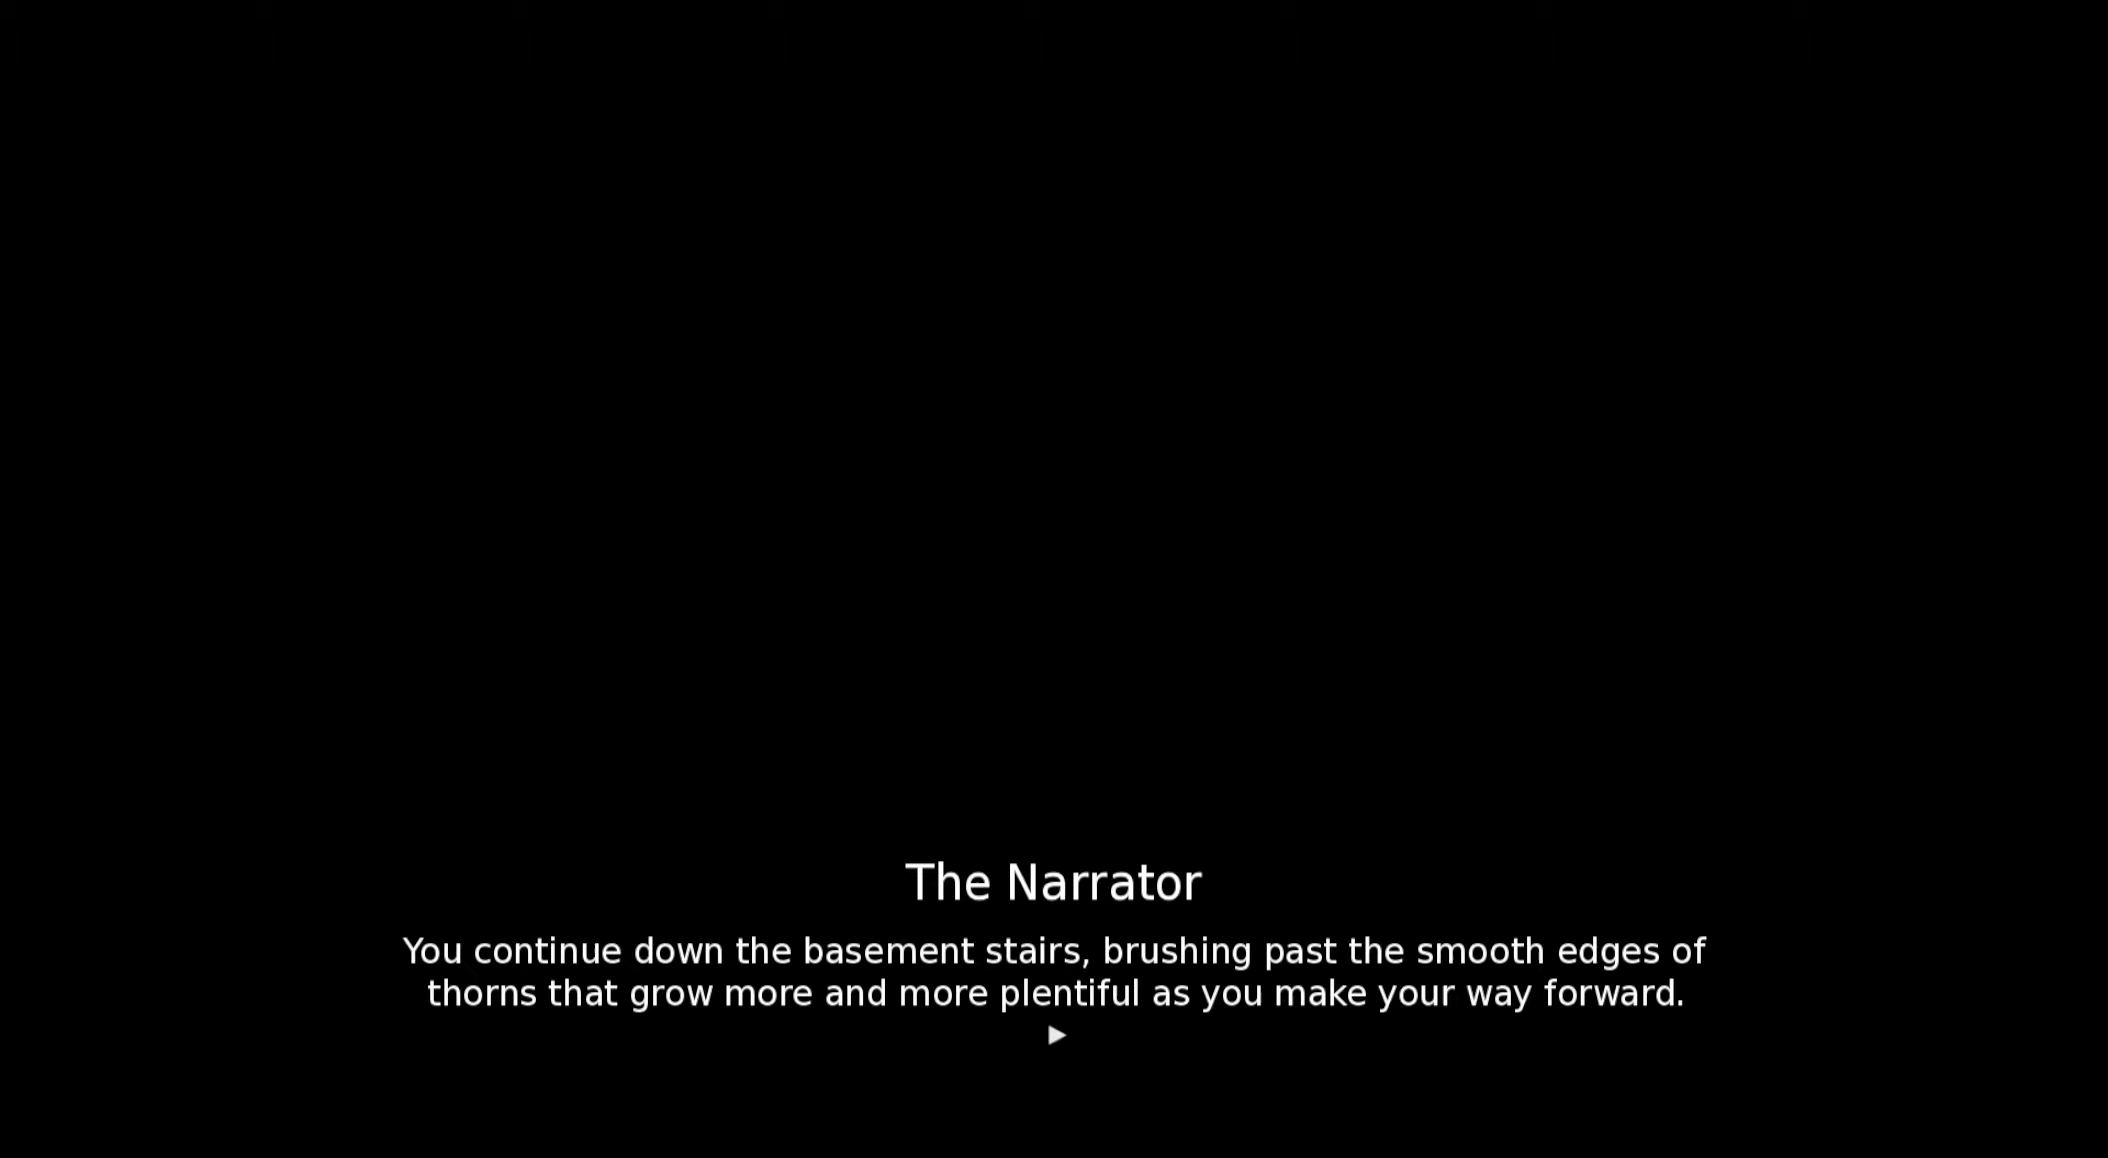 The Narrator
You continue down the basement stairs, brushing past the smooth edges of
thorns that grow more and more plentiful as you make your way forward.